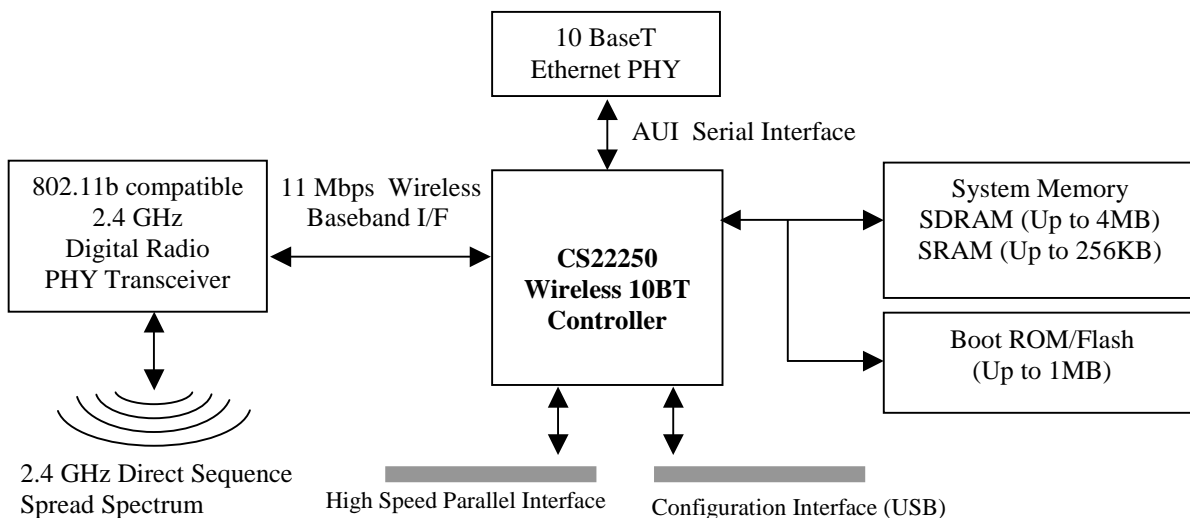 10 BaseT
Ethernet PHY
AUI Serial Interface
802.11b compatible
2.4 GHz
Digital Radio
PHY Transceiver
11 Mbps Wireless
Baseband I/F
CS22250
Wireless 10BT
Controller
System Memory
SDRAM (Up to 4MB)
SRAM (Up to 256KB)
Boot ROM/Flash
(Up to 1MB)
2.4 GHz Direct Sequence
Spread Spectrum
High Speed Parallel Interface
Configuration Interface (USB)